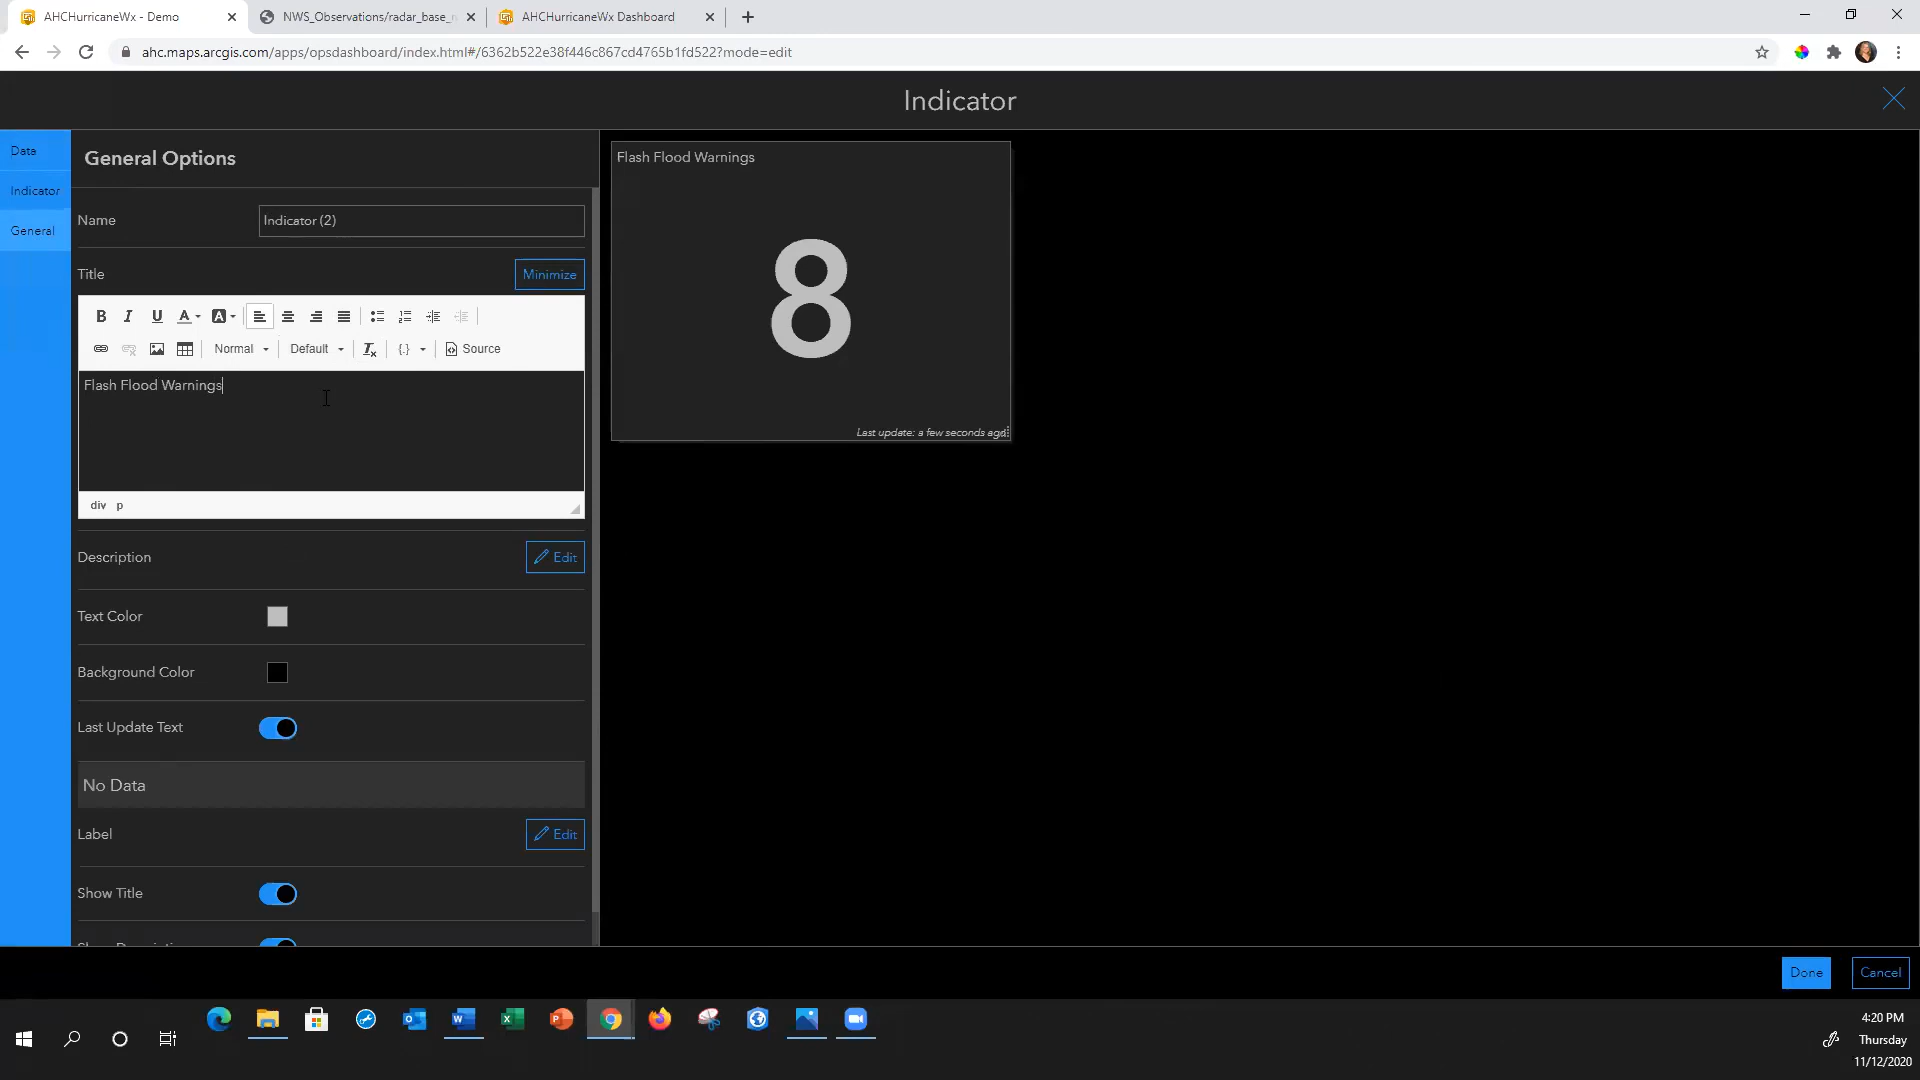 AHCHurricaneWx - Demo
NWS_Observations/radar_base_
AHCHurricaneWx Dashboard
ahc.maps.arcgis.com/apps/opsdashboard/index.html#/6362b522e38f446c867cd4765b1fd522?mode=edit
Indicator
Data
Indicator
General
General Options
Name
Indicator (2)
Title
Minimize
B I U A A
Normal
Default
{.}
Source
Flash Flood Warnings
div p
Description
Edit
Text Color
Background Color
Last Update Text
No Data
Label
Edit
Show Title
Flash Flood Warnings
8
Last update: a few seconds ago
Done
Cancel
4:20 PM
Thursday
11/12/2020